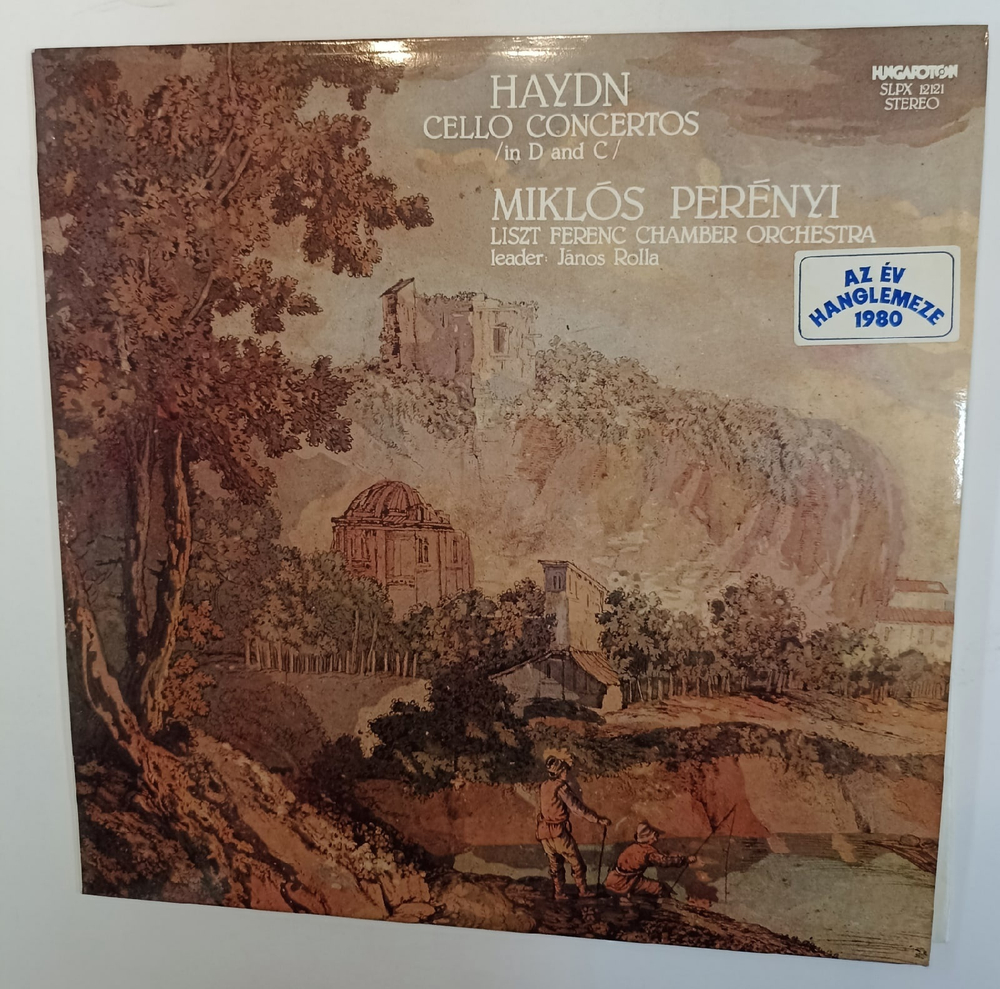 HAYDN
CELLO CONCERTOS
/in D and C/
MIKLÓS PERÉNYI
LISZT FERENC CHAMBER ORCHESTRA
leader: János Rolla
HUNGAROTON
SLPX 12121
STEREO
AZ ÉV
HANGLEMEZE
1980